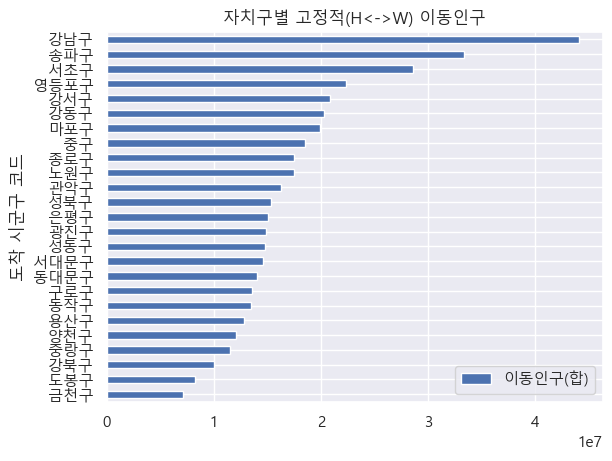 자치구별 고정적(H<->W) 이동인구
도착 시군구 코드
강남구
송파구
서초구
영등포구
강서구
강동구
마포구
중구
종로구
노원구
관악구
성북구
은평구
광진구
성동구
서대문구
동대문구
구로구
동작구
용산구
양천구
중랑구
강북구
도봉구
금천구
이동인구(합)
0 1 2 3 4
1e7